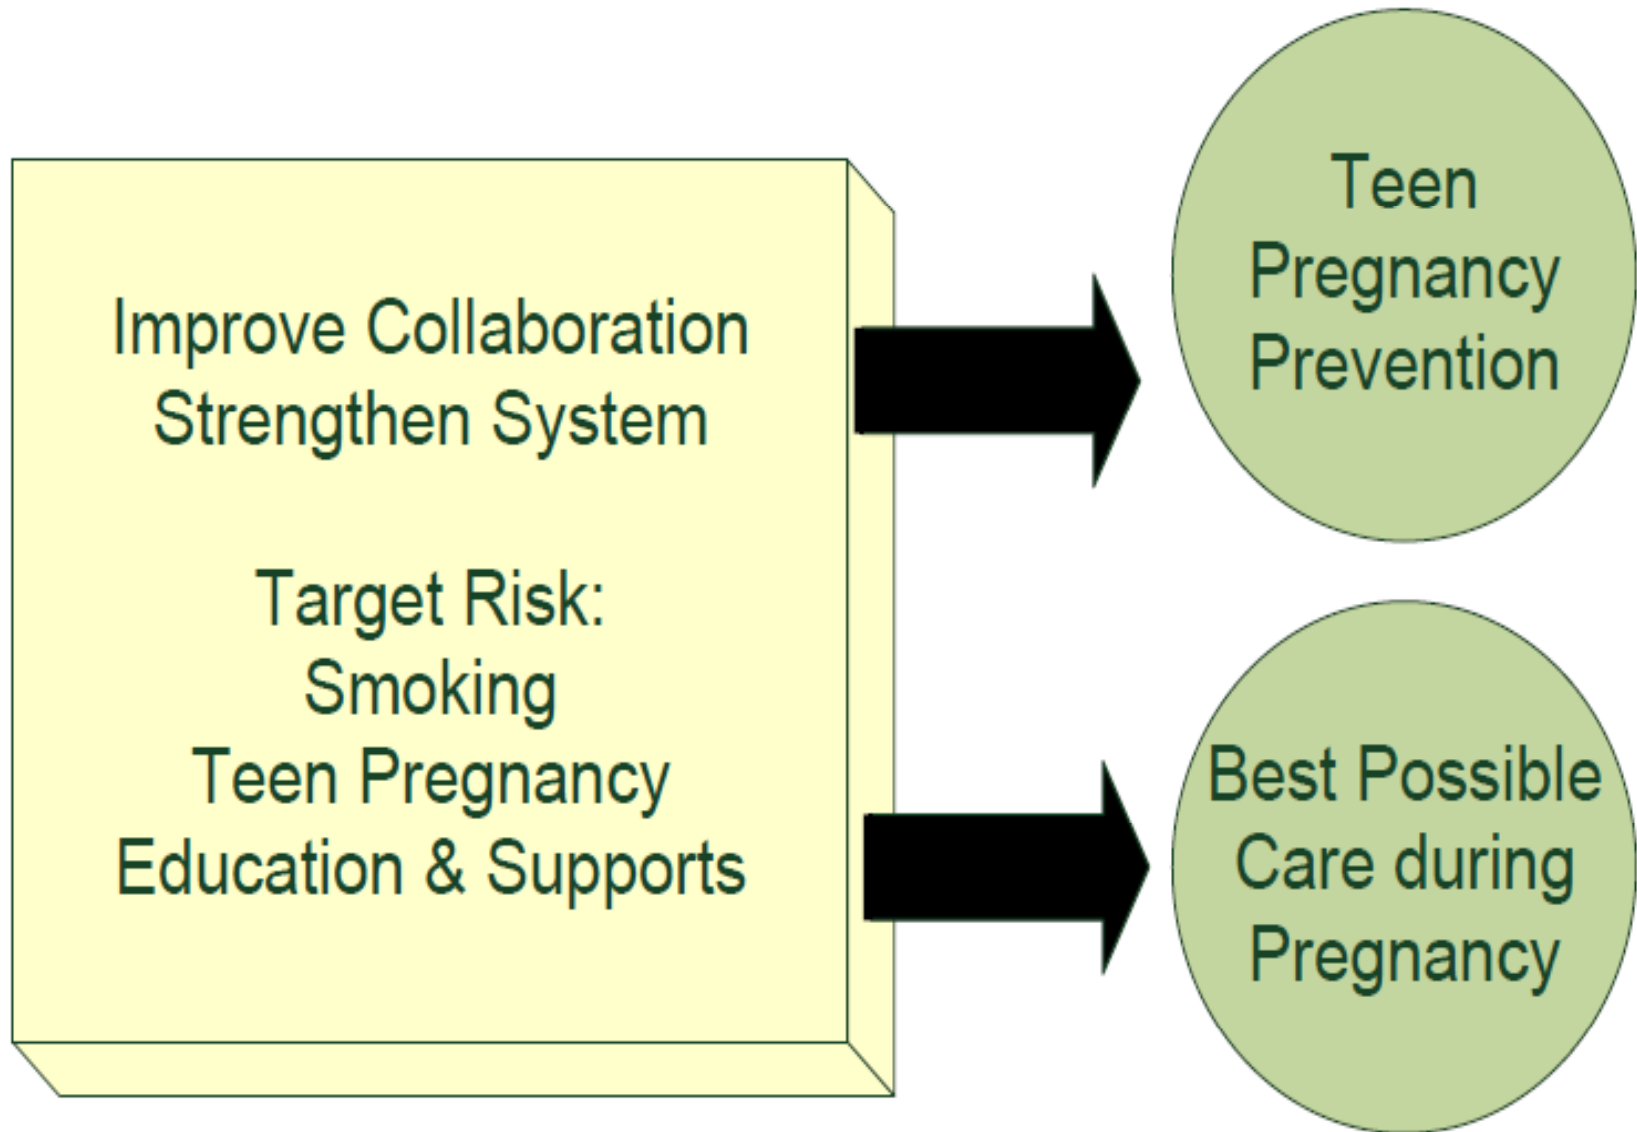 Improve Collaboration
Strengthen System
Target Risk:
Smoking
Teen Pregnancy
Education & Supports
Teen
Pregnancy
Prevention
Best Possible
Care during
Pregnancy